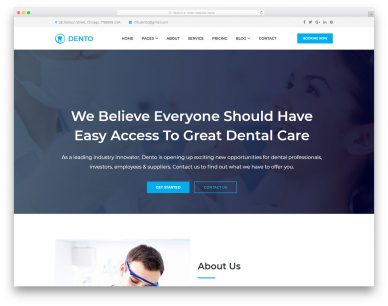 DENTO
HOME PAGES ABOUT SERVICE PRICING BLOG CONTACT
BOOKING NOW
We Believe Everyone Should Have
Easy Access To Great Dental Care
As a leading industry innovator, Dento is opening up exciting new opportunities for dental professionals,
investors, employees & suppliers. Contact us to find out what we have to offer you.
GET STARTED CONTACT US
About Us